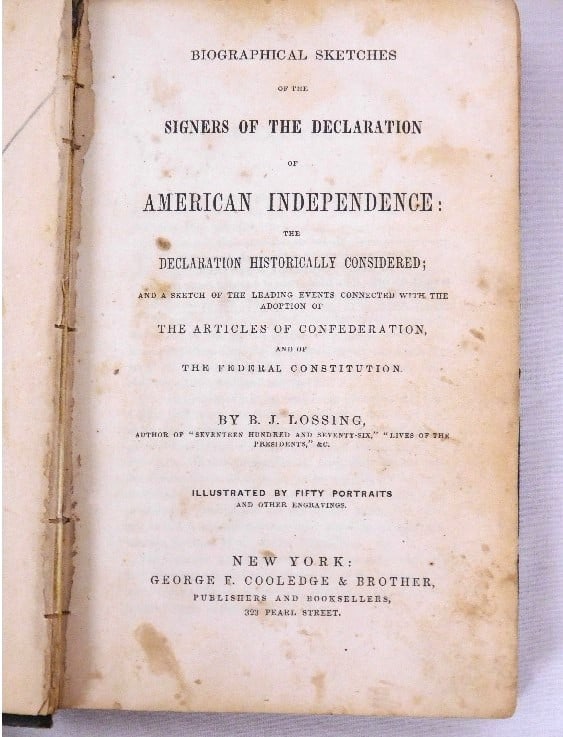 BIOGRAPHICAL SKETCHES
OF THE
SIGNERS OF THE DECLARATION
OF
AMERICAN INDEPENDENCE:
THE
DECLARATION HISTORICALLY CONSIDERED;
AND A SKETCH OF THE LEADING EVENTS CONNECTED WITH THE
ADOPTION OF
THE ARTICLES OF CONFEDERATION,
AND OF
THE FEDERAL CONSTITUTION.
BY B. J. LOSSING,
AUTHOR OF "SEVENTEEN HUNDRED AND SEVENTY-SIX," "LIVES OF THE
PRESIDENTS," &C.
ILLUSTRATED BY FIFTY PORTRAITS
AND OTHER ENGRAVINGS.
NEW YORK:
GEORGE F. COOLEDGE & BROTHER,
PUBLISHERS AND BOOKSELLERS,
323 PEARL STREET.